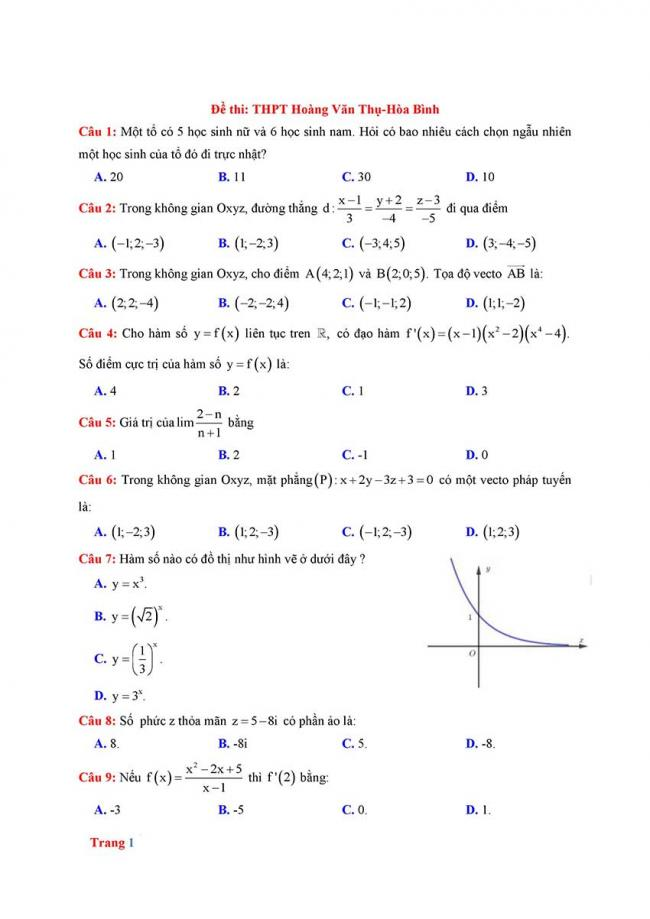 Đề thi: THPT Hoàng Văn Thụ-Hòa Bình
Câu 1: Một tổ có 5 học sinh nữ và 6 học sinh nam. Hỏi có bao nhiêu cách chọn ngẫu nhiên
một học sinh của tổ đó đi trực nhật?
A. 20 B. 11 C. 30 D. 10
Câu 2: Trong không gian Oxyz, đường thẳng d: (x−1)/3 = (y+2)/−4 = (z−3)/−5 đi qua điểm
A. (−1;2;−3) B. (1;−2;3) C. (−3;4;5) D. (3;−4;−5)
Câu 3: Trong không gian Oxyz, cho điểm A(4;2;1) và B(2;0;5). Tọa độ vecto AB là:
A. (2;2;−4) B. (−2;−2;4) C. (−1;−1;2) D. (1;1;−2)
Câu 4: Cho hàm số y=f(x) liên tục tren ℝ, có đạo hàm f'(x)=(x−1)(x²−2)(x⁴−4).
Số điểm cực trị của hàm số y=f(x) là:
A. 4 B. 2 C. 1 D. 3
Câu 5: Giá trị của lim (2−n)/(n+1) bằng
A. 1 B. 2 C. -1 D. 0
Câu 6: Trong không gian Oxyz, mặt phẳng (P): x+2y−3z+3=0 có một vecto pháp tuyến
là:
A. (1;−2;3) B. (1;2;−3) C. (−1;2;−3) D. (1;2;3)
Câu 7: Hàm số nào có đồ thị như hình vẽ ở dưới đây ?
A. y=x³.
B. y=(√2)ˣ.
C. y=(1/3)ˣ.
D. y=3ˣ.
y
1
O
x
Câu 8: Số phức z thỏa mãn z=5−8i có phần ảo là:
A. 8. B. -8i C. 5. D. -8.
Câu 9: Nếu f(x)=(x²−2x+5)/(x−1) thì f'(2) bằng:
A. -3 B. -5 C. 0. D. 1.
Trang 1